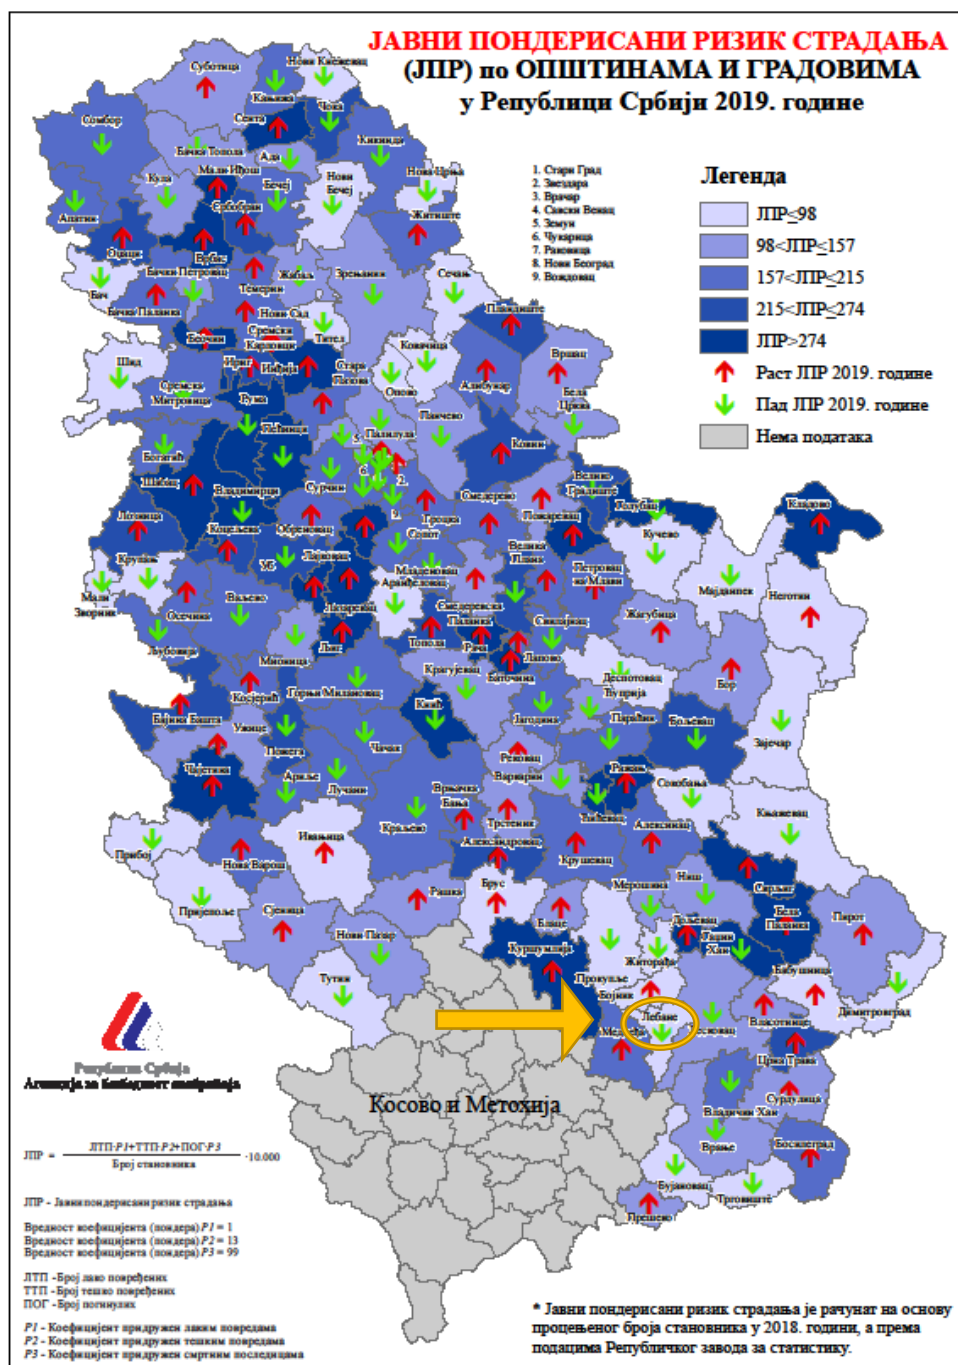 ЈАВНИ ПОНДЕРИСАНИ РИЗИК СТРАДАЊА
(ЈПР) по ОПШТИНАМА И ГРАДОВИМА
у Републици Србији 2019. године
1. Стари Град
2. Звездара
3. Врачар
4. Савски Венац
5. Земун
6. Чукарица
7. Раковица
8. Нови Београд
9. Вождовац
Легенда
ЈПР≤98
98<ЈПР≤157
157<ЈПР≤215
215<ЈПР≤274
ЈПР>274
Раст ЈПР 2019. године
Пад ЈПР 2019. године
Нема података
Суботица
Нови Кнежевац
Кањижа
Чока
Сента
Сомбор
Кикинда
Бачка Топола
Ада
Мали Иђош
Кула
Бечеј
Нови
Бечеј
Нова Црња
Апатин
Србобран
Житиште
Оџаци
Врбас
Бачки Петровац
Темерин
Жабаљ
Зрењанин
Сечањ
Бач
Бачка Паланка
Нови Сад
Пландиште
Беочин
Сремски
Карловци
Тител
Ковачица
Вршац
Шид
Ириг
Инђија
Стара
Пазова
Опово
Алибунар
Бела
Црква
Сремска
Митровица
Рума
Панчево
Пећинци
5.
Палилула
Ковин
Богатић
Сурчин
6.
2.
Велико
Градиште
Голубац
Кладово
Шабац
Владимирци
9.
Смедерево
Пожаревац
Лозница
Коцељева
Обреновац
Гроцка
Кучево
Крупањ
Уб
Лајковац
Сопот
Велика
Плана
Петровац
на Млави
Мајданпек
Неготин
Мали
Зворник
Осечина
Ваљево
Лазаревац
Младеновац
Аранђеловац
Смедеревска
Паланка
Жагубица
Љубовија
Мионица
Љиг
Топола
Рача
Свилајнац
Лапово
Косјерић
Горњи Милановац
Крагујевац
Баточина
Деспотовац
Бор
Бајина Башта
Кнић
Ћуприја
Ужице
Пожега
Чачак
Јагодина
Параћин
Бољевац
Зајечар
Чајетина
Ариље
Лучани
Рековац
Варварин
Ражањ
Сокобања
Врњачка
Бања
Ћићевац
Књажевац
Прибој
Ивањица
Краљево
Трстеник
Алексинац
Нова Варош
Александровац
Крушевац
Сврљиг
Пријепоље
Рашка
Брус
Мерошина
Ниш
Сјеница
Блаце
Бела
Паланка
Пирот
Нови Пазар
Куршумлија
Дољевац
Гаџин
Хан
Тутин
Житорађа
Бабушница
Прокупље
Бојник
Димитровград
Лебане
Лесковац
Власотинце
Медвеђа
Црна Трава
Косово и Метохија
Сурдулица
Владичин Хан
Врање
Босилеград
Бујановац
Трговиште
Прешево
Република Србија
Агенција за безбедност саобраћаја
ЈПР = ЛТП·P1+ТТП·P2+ПОГ·P3 / Број становника ·10.000
ЈПР - Јавни пондерисани ризик страдања
Вредност коефицијента (пондера) P1 = 1
Вредност коефицијента (пондера) P2 = 13
Вредност коефицијента (пондера) P3 = 99
ЛТП - Број лако повређених
ТТП - Број тешко повређених
ПОГ - Број погинулих
P1 - Коефицијент придружен лаким повредама
P2 - Коефицијент придружен тешким повредама
P3 - Коефицијент придружен смртним последицама
* Јавни пондерисани ризик страдања је рачунат на основу
процењеног броја становника у 2018. години, а према
подацима Републичког завода за статистику.